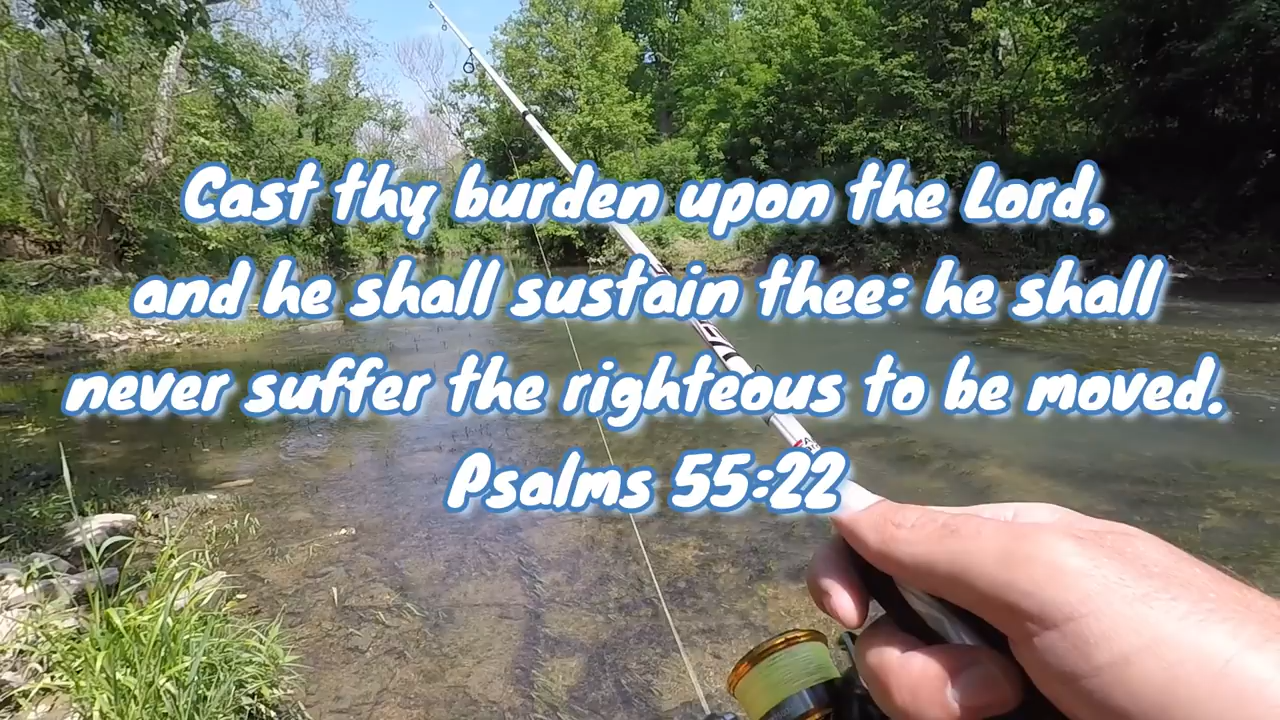 Cast thy burden upon the Lord,
and he shall sustain thee: he shall
never suffer the righteous to be moved.
Psalms 55:22